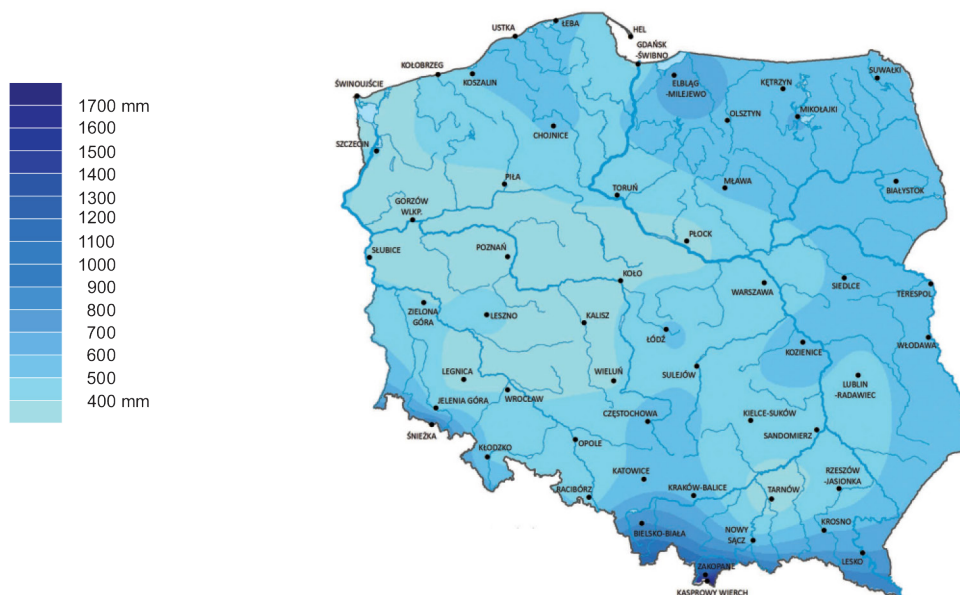 1700 mm
1600
1500
1400
1300
1200
1100
1000
900
800
700
600
500
400 mm
ŁEBA
USTKA
HEL
GDAŃSK
-ŚWIBNO
KOŁOBRZEG
KOSZALIN
ŚWINOUJŚCIE
ELBLĄG
-MILEJEWO
KĘTRZYN
SUWAŁKI
OLSZTYN
MIKOŁAJKI
CHOJNICE
SZCZECIN
PIŁA
TORUŃ
MŁAWA
BIAŁYSTOK
GORZÓW
WLKP.
SŁUBICE
POZNAŃ
PŁOCK
KOŁO
WARSZAWA
SIEDLCE
TERESPOL
ZIELONA
GÓRA
LESZNO
KALISZ
ŁÓDŹ
KOZIENICE
WŁODAWA
LEGNICA
WIELUŃ
SULEJÓW
LUBLIN
-RADAWIEC
JELENIA GÓRA
WROCŁAW
CZĘSTOCHOWA
KIELCE-SUKÓW
SANDOMIERZ
ŚNIEŻKA
KŁODZKO
OPOLE
KATOWICE
RACIBÓRZ
KRAKÓW-BALICE
TARNÓW
RZESZÓW
-JASIONKA
BIELSKO-BIAŁA
NOWY
SĄCZ
KROSNO
LESKO
ZAKOPANE
KASPROWY WIERCH